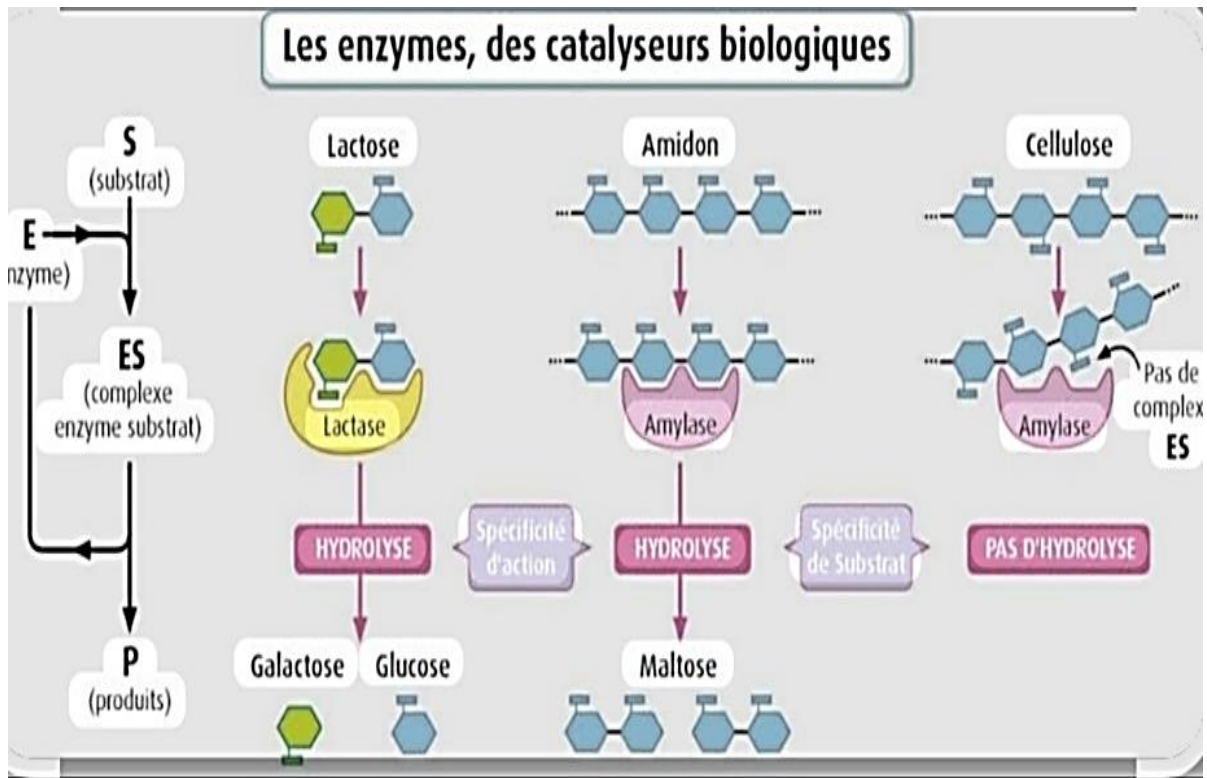 Les enzymes, des catalyseurs biologiques
S
(substrat)
E
nzyme)
ES
(complexe
enzyme substrat)
P
(produits)
Lactose
Lactase
HYDROLYSE
Galactose
Glucose
Spécificité
d'action
Amidon
Amylase
HYDROLYSE
Maltose
Spécificité
de Substrat
Cellulose
Amylase
Pas de
complex
ES
PAS D'HYDROLYSE